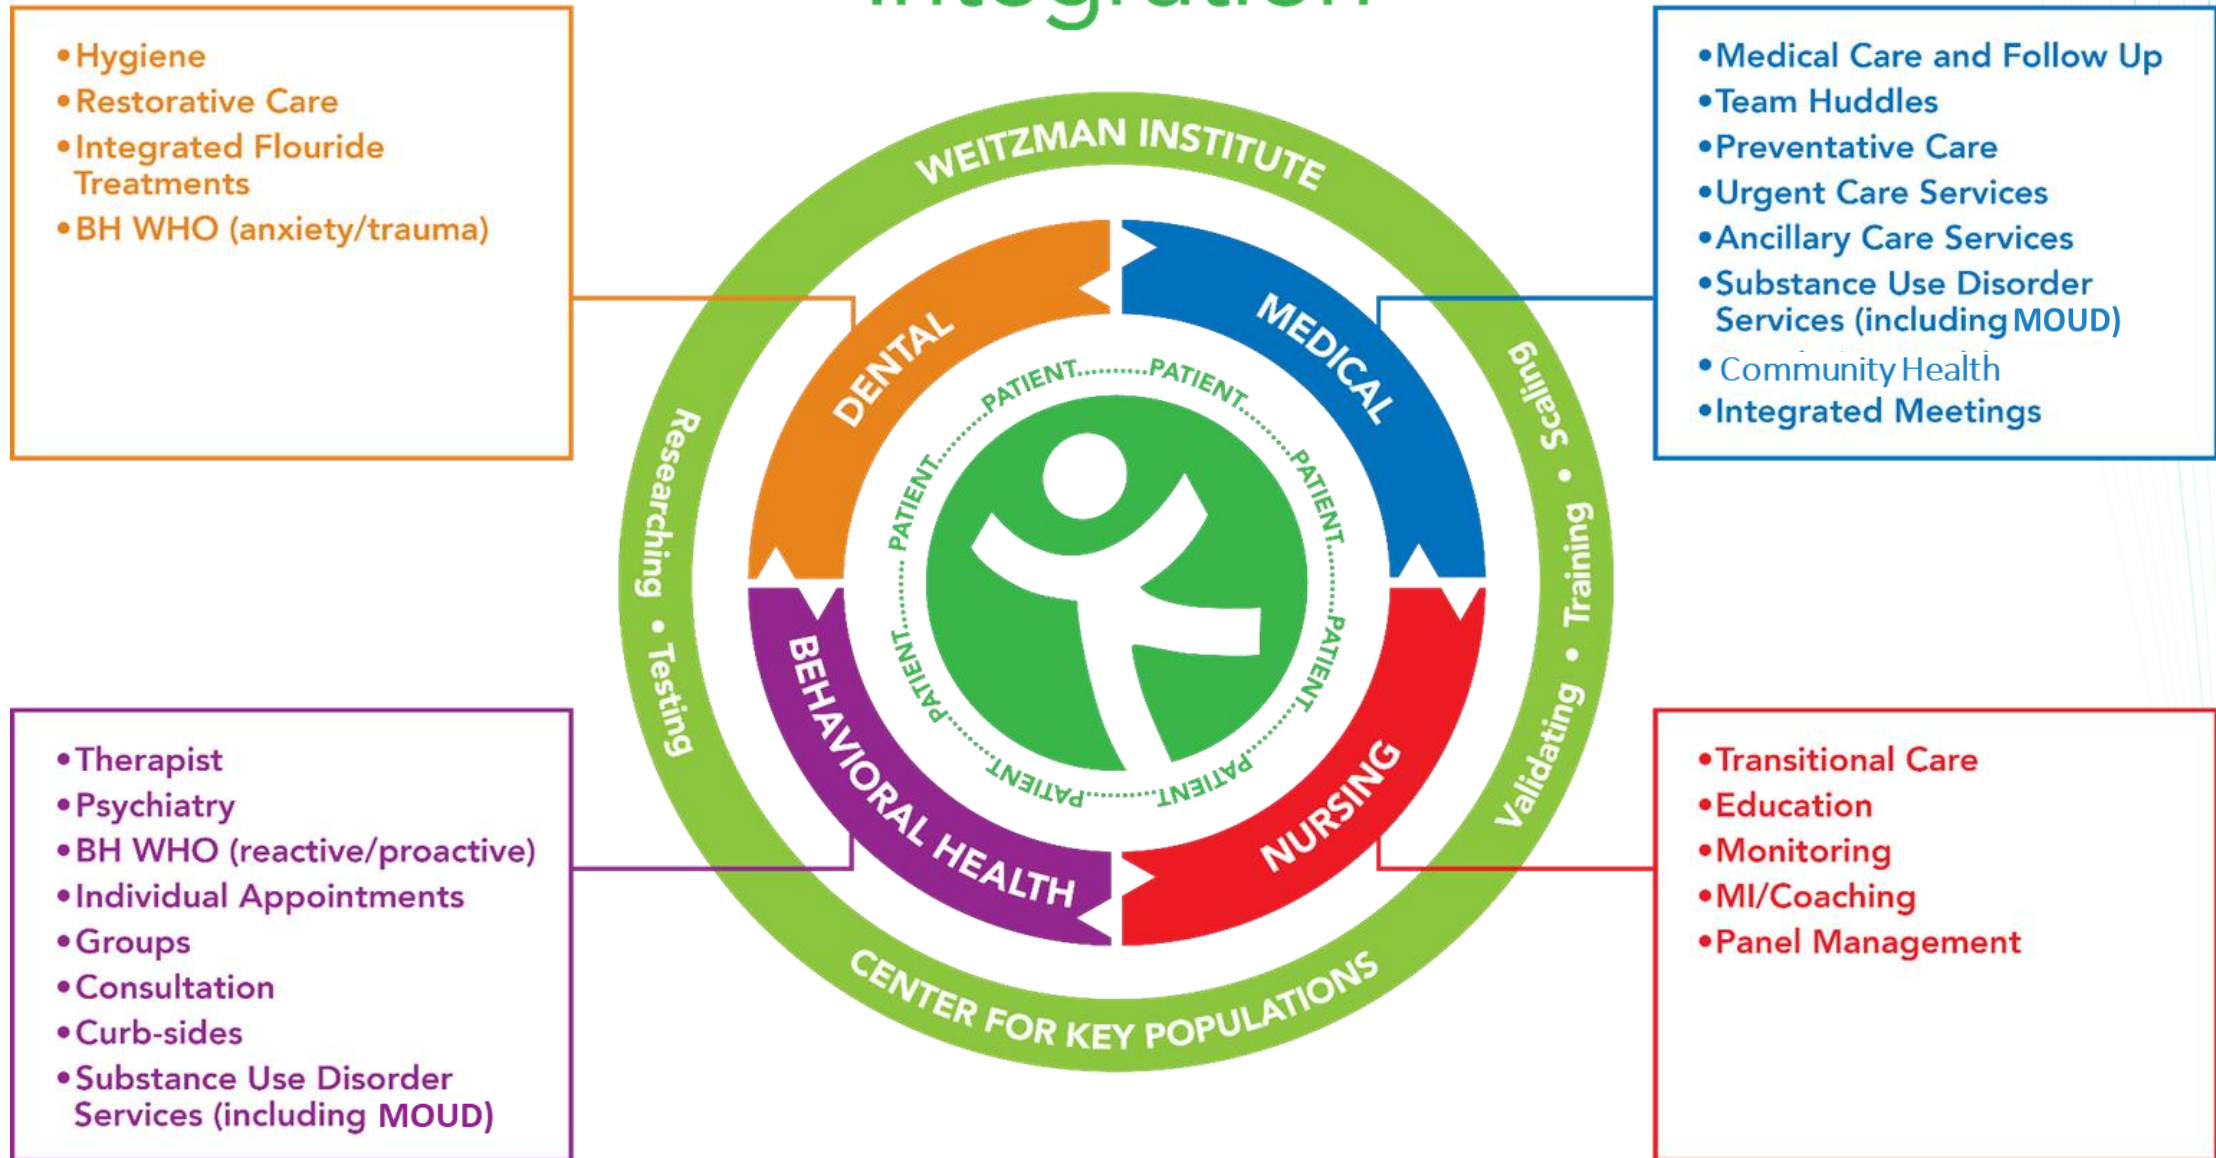 Integration
•Hygiene
•Restorative Care
•Integrated Flouride
Treatments
•BH WHO (anxiety/trauma)
•Medical Care and Follow Up
•Team Huddles
•Preventative Care
•Urgent Care Services
•Ancillary Care Services
•Substance Use Disorder
Services (including MOUD)
• Community Health
•Integrated Meetings
WEITZMAN INSTITUTE
Researching • Testing
Validating • Training • Scaling
CENTER FOR KEY POPULATIONS
DENTAL
MEDICAL
BEHAVIORAL HEALTH
NURSING
PATIENT..........PATIENT..........PATIENT..........PATIENT..........PATIENT..........PATIENT..........PATIENT..........PATIENT
•Therapist
•Psychiatry
•BH WHO (reactive/proactive)
•Individual Appointments
•Groups
•Consultation
•Curb-sides
•Substance Use Disorder
Services (including MOUD)
•Transitional Care
•Education
•Monitoring
•MI/Coaching
•Panel Management